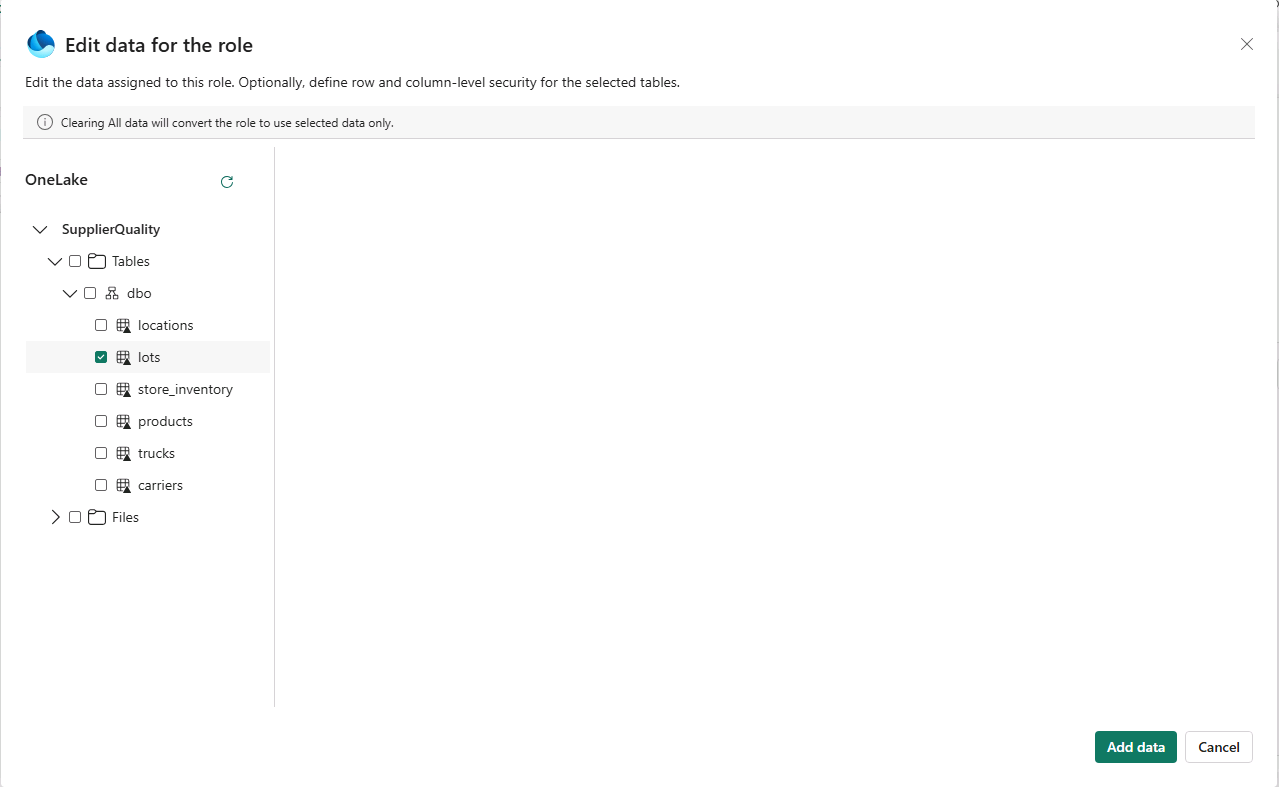 Edit data for the role
Edit the data assigned to this role. Optionally, define row and column-level security for the selected tables.
Clearing All data will convert the role to use selected data only.
OneLake
SupplierQuality
Tables
dbo
locations
lots
store_inventory
products
trucks
carriers
Files
Add data
Cancel